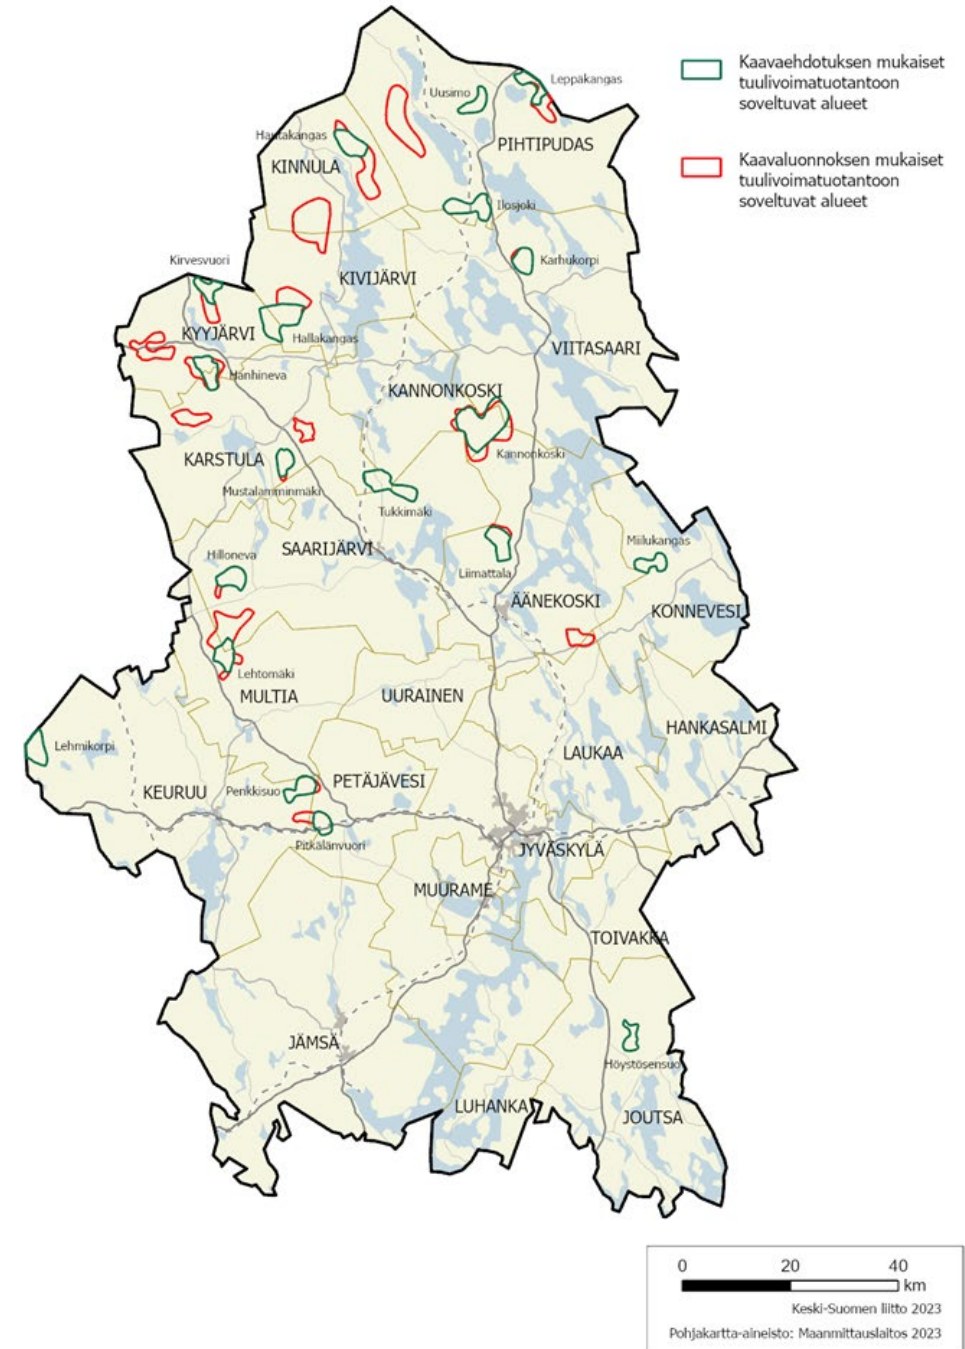 Kaavaehdotuksen mukaiset
tuulivoimatuotantoon
soveltuvat alueet
Kaavaluonnoksen mukaiset
tuulivoimatuotantoon
soveltuvat alueet
Leppäkangas
Uusimo
Hautakangas
PIHTIPUDAS
KINNULA
Ilosjoki
Kirvesvuori
Karhukorpi
KIVIJÄRVI
KYYJÄRVI
Hallakangas
VIITASAARI
Hanhineva
KANNONKOSKI
Kannonkoski
KARSTULA
Mustalamminmäki
Tukkimäki
Hilloneva
SAARIJÄRVI
Miilukangas
Liimattala
ÄÄNEKOSKI
KONNEVESI
Lehtomäki
MULTIA
UURAINEN
HANKASALMI
Lehmikorpi
LAUKAA
KEURUU
Penkkisuo
PETÄJÄVESI
Pitkälänvuori
JYVÄSKYLÄ
MUURAME
TOIVAKKA
JÄMSÄ
Höystösensuo
LUHANKA
JOUTSA
0 20 40
km
Keski-Suomen liitto 2023
Pohjakartta-aineisto: Maanmittauslaitos 2023